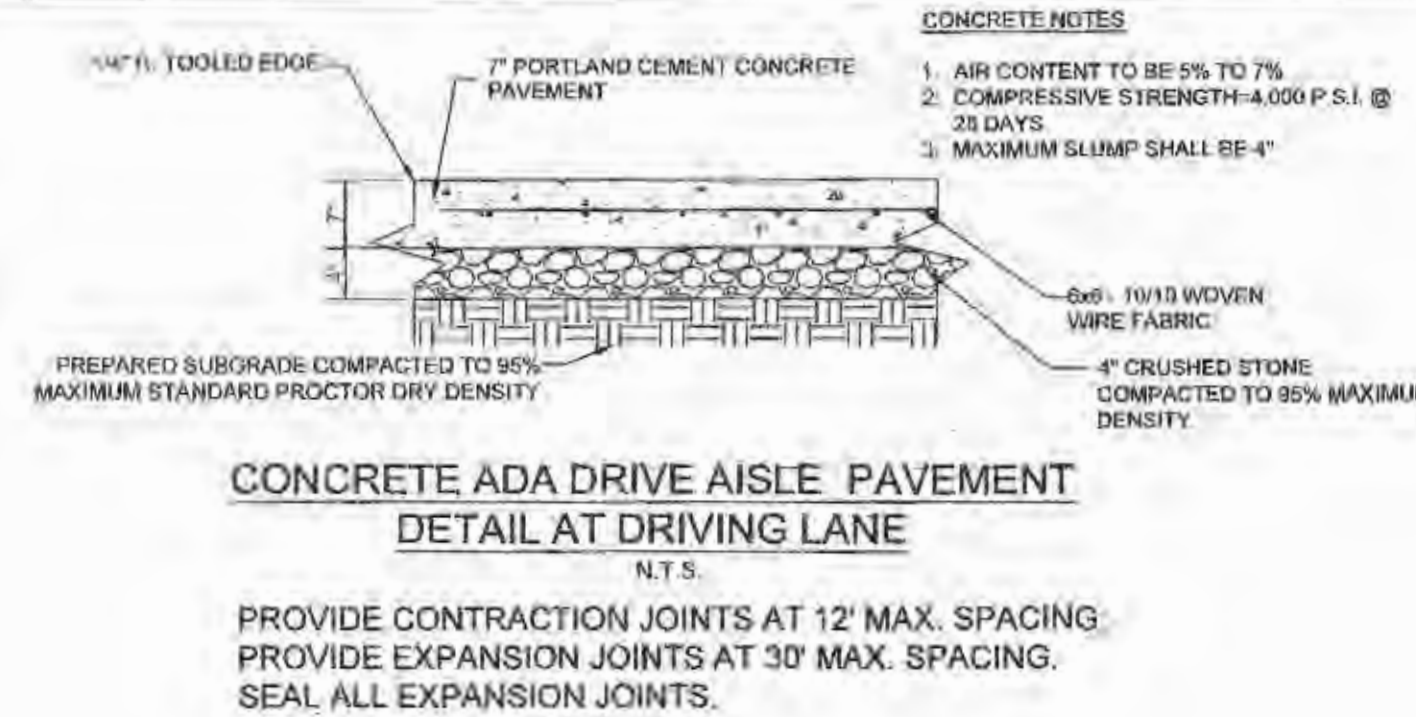 CONCRETE NOTES
1. AIR CONTENT TO BE 5% TO 7%
2. COMPRESSIVE STRENGTH=4,000 P.S.I. @
28 DAYS
3. MAXIMUM SLUMP SHALL BE 4"
TOOLED EDGE
7" PORTLAND CEMENT CONCRETE
PAVEMENT
7"
4"
6x6 - 10/10 WOVEN
WIRE FABRIC
PREPARED SUBGRADE COMPACTED TO 95%
MAXIMUM STANDARD PROCTOR DRY DENSITY
4" CRUSHED STONE
COMPACTED TO 95% MAXIMU
DENSITY
CONCRETE ADA DRIVE AISLE PAVEMENT
DETAIL AT DRIVING LANE
N.T.S.
PROVIDE CONTRACTION JOINTS AT 12' MAX. SPACING
PROVIDE EXPANSION JOINTS AT 30' MAX. SPACING.
SEAL ALL EXPANSION JOINTS.